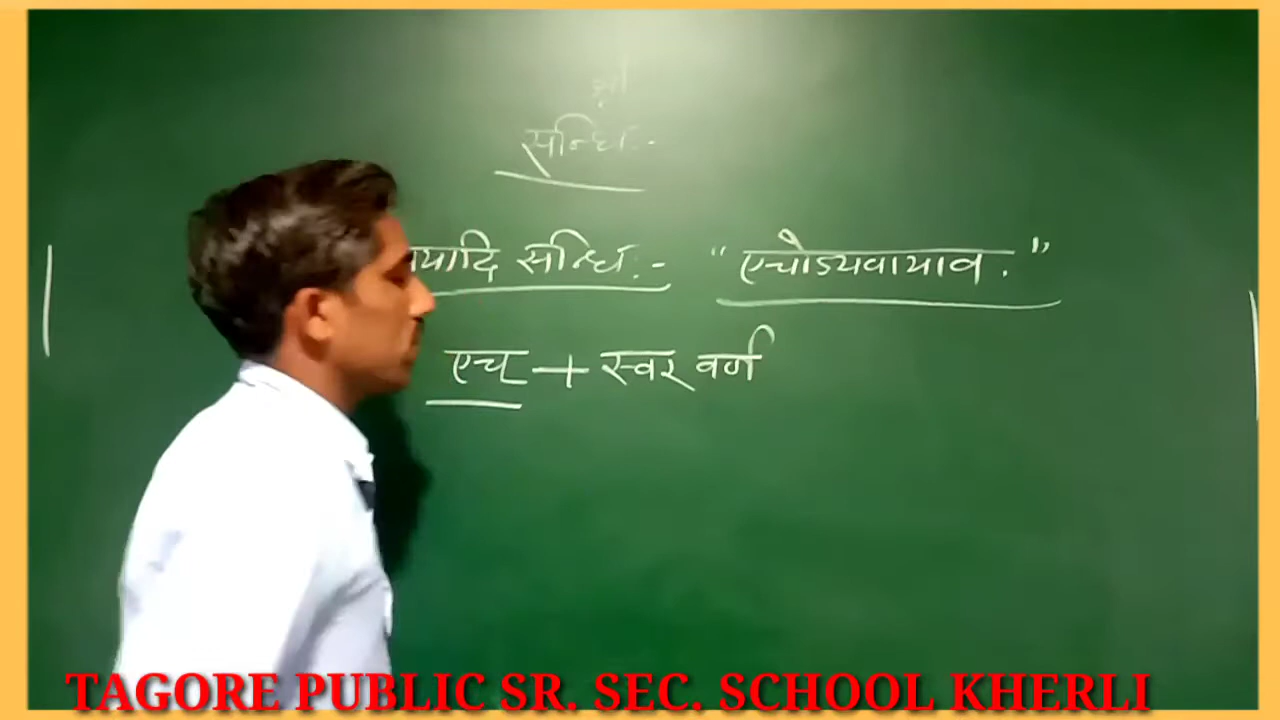 सन्धिः-
यादि सन्धिः- "एचोऽयवायाव."
एच् + स्वर वर्ण
TAGORE PUBLIC SR. SEC. SCHOOL KHERLI